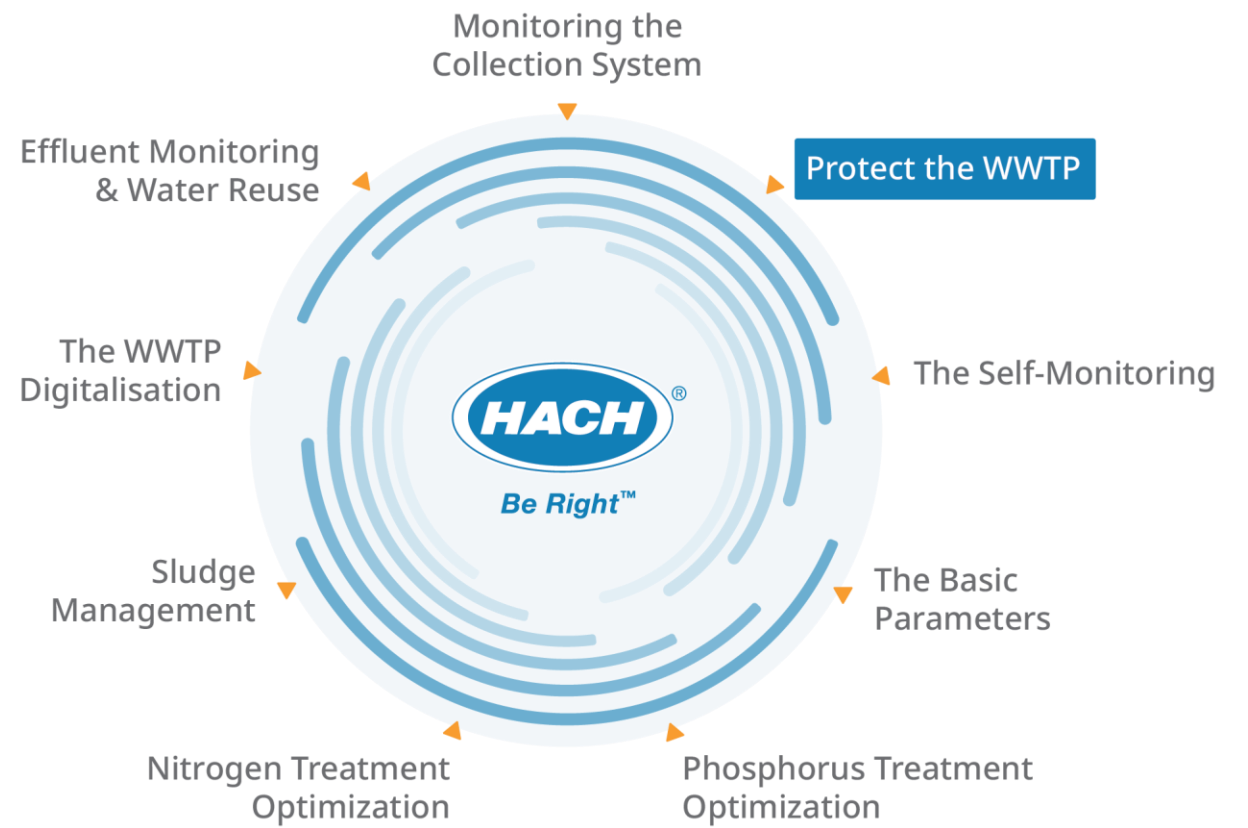 Monitoring the
Collection System
Protect the WWTP
The Self-Monitoring
The Basic
Parameters
Phosphorus Treatment
Optimization
Nitrogen Treatment
Optimization
Sludge
Management
The WWTP
Digitalisation
Effluent Monitoring
& Water Reuse
HACH®
Be Right™